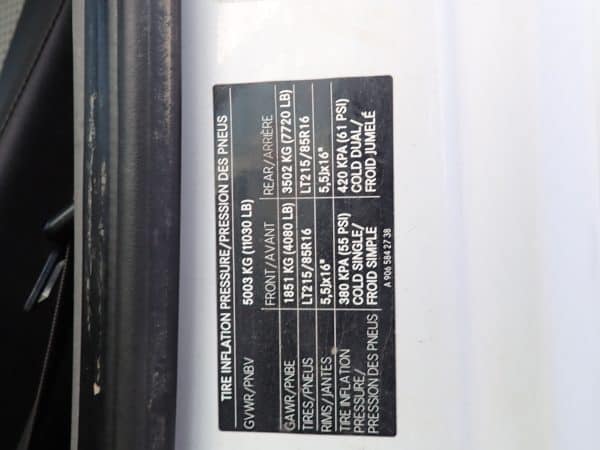 TIRE INFLATION PRESSURE/PRESSION DES PNEUS
GVWR/PNBV 5003 KG (11030 LB)
FRONT/AVANT REAR/ARRIÈRE
GAWR/PNBE 1851 KG (4080 LB) 3502 KG (7720 LB)
TIRES/PNEUS LT215/85R16 LT215/85R16
RIMS/JANTES 5,5Jx16" 5,5Jx16"
TIRE INFLATION 380 KPA (55 PSI) 420 KPA (61 PSI)
PRESSURE/ COLD SINGLE/ COLD DUAL/
PRESSION DES PNEUS FROID SIMPLE FROID JUMELÉ
A 906 584 27 38